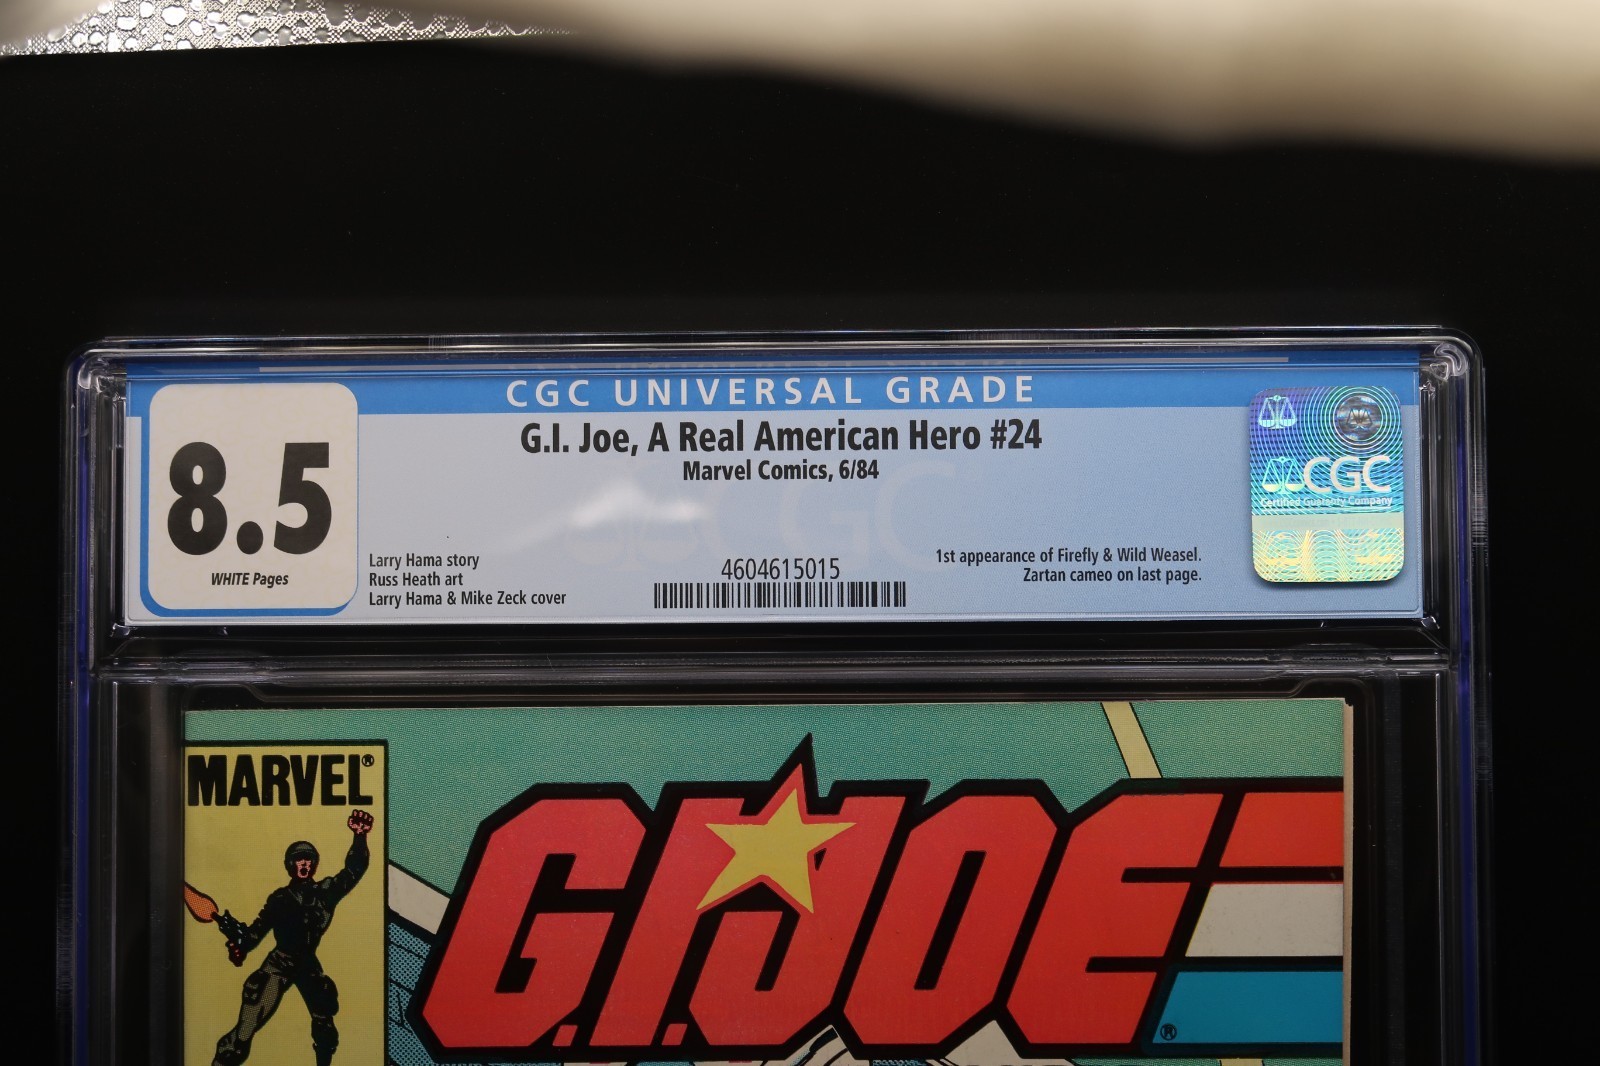 CGC UNIVERSAL GRADE
G.I. Joe, A Real American Hero #24
Marvel Comics, 6/84
8.5
WHITE Pages
Larry Hama story
Russ Heath art
Larry Hama & Mike Zeck cover
4604615015
1st appearance of Firefly & Wild Weasel.
Zartan cameo on last page.
CGC
CGC
Certified Guaranty Company
MARVEL®
G.I. JOE
®